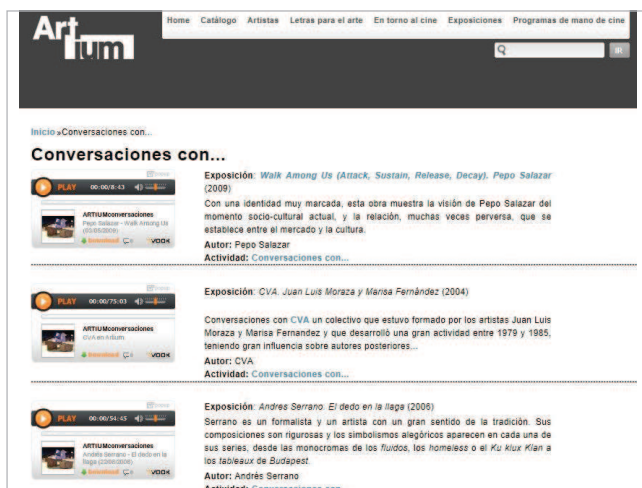 Artium
Home Catálogo Artistas Letras para el arte En torno al cine Exposiciones Programas de mano de cine
IR
Inicio »Conversaciones con...
Conversaciones con...
PLAY 00:00/8:43
ARTIUMconversaciones
Pepo Salazar - Walk Among Us
Download VOOX
Exposición: Walk Among Us (Attack, Sustain, Release, Decay). Pepo Salazar
(2009)
Con una identidad muy marcada, esta obra muestra la visión de Pepo Salazar del
momento socio-cultural actual, y la relación, muchas veces perversa, que se
establece entre el mercado y la cultura.
Autor: Pepo Salazar
Actividad: Conversaciones con...
PLAY 00:00/75:03
ARTIUMconversaciones
CVA en Artium
Download VOOX
Exposición: CVA. Juan Luis Moraza y Marisa Fernández (2004)
Conversaciones con CVA un colectivo que estuvo formado por los artistas Juan Luis
Moraza y Marisa Fernandez y que desarrolló una gran actividad entre 1979 y 1985,
teniendo gran influencia sobre autores posteriores...
Autor: CVA
Actividad: Conversaciones con...
PLAY 00:00/54:45
ARTIUMconversaciones
Andrés Serrano - El dedo en la
llaga
Download VOOX
Exposición: Andres Serrano. El dedo en la llaga (2006)
Serrano es un formalista y un artista con un gran sentido de la tradición. Sus
composiciones son rigurosas y los simbolismos alegóricos aparecen en cada una de
sus series, desde las monocromas de los fluidos, los homeless o el Ku klux Klan a
los tableaux de Budapest.
Autor: Andrés Serrano
Actividad: Conversaciones con